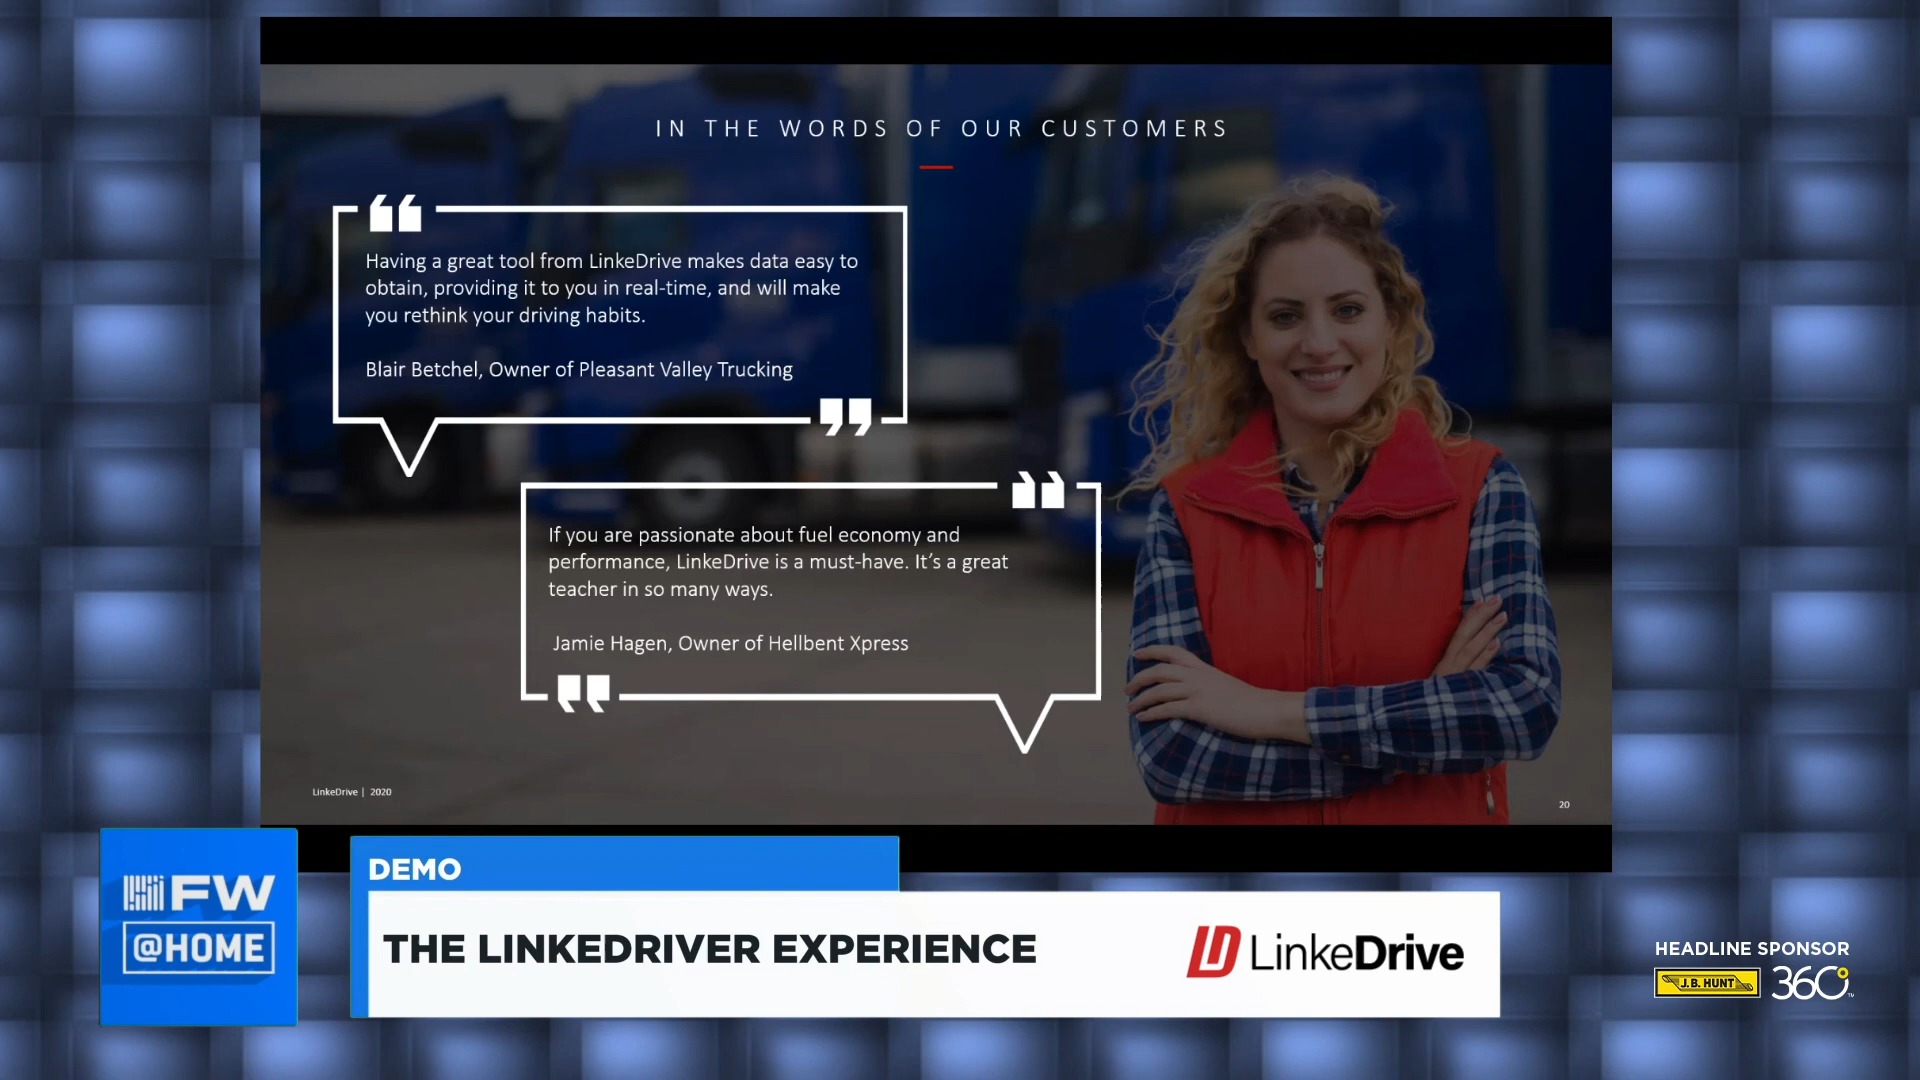 IN THE WORDS OF OUR CUSTOMERS
Having a great tool from LinkeDrive makes data easy to
obtain, providing it to you in real-time, and will make
you rethink your driving habits.
Blair Betchel, Owner of Pleasant Valley Trucking
If you are passionate about fuel economy and
performance, LinkeDrive is a must-have. It's a great
teacher in so many ways.
Jamie Hagen, Owner of Hellbent Xpress
LinkeDrive | 2020
20
FW
@HOME
DEMO
THE LINKEDRIVER EXPERIENCE
LD LinkeDrive
HEADLINE SPONSOR
J.B. HUNT 360°